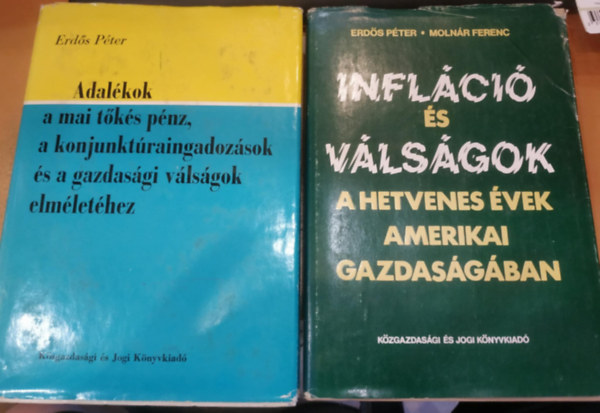 Erdős Péter
Adalékok
a mai tőkés pénz,
a konjunktúraingadozások
és a gazdasági válságok
elméletéhez
Közgazdasági és Jogi Könyvkiadó
ERDŐS PÉTER • MOLNÁR FERENC
INFLÁCIÓ
ÉS
VÁLSÁGOK
A HETVENES ÉVEK
AMERIKAI
GAZDASÁGÁBAN
KÖZGAZDASÁGI ÉS JOGI KÖNYVKIADÓ